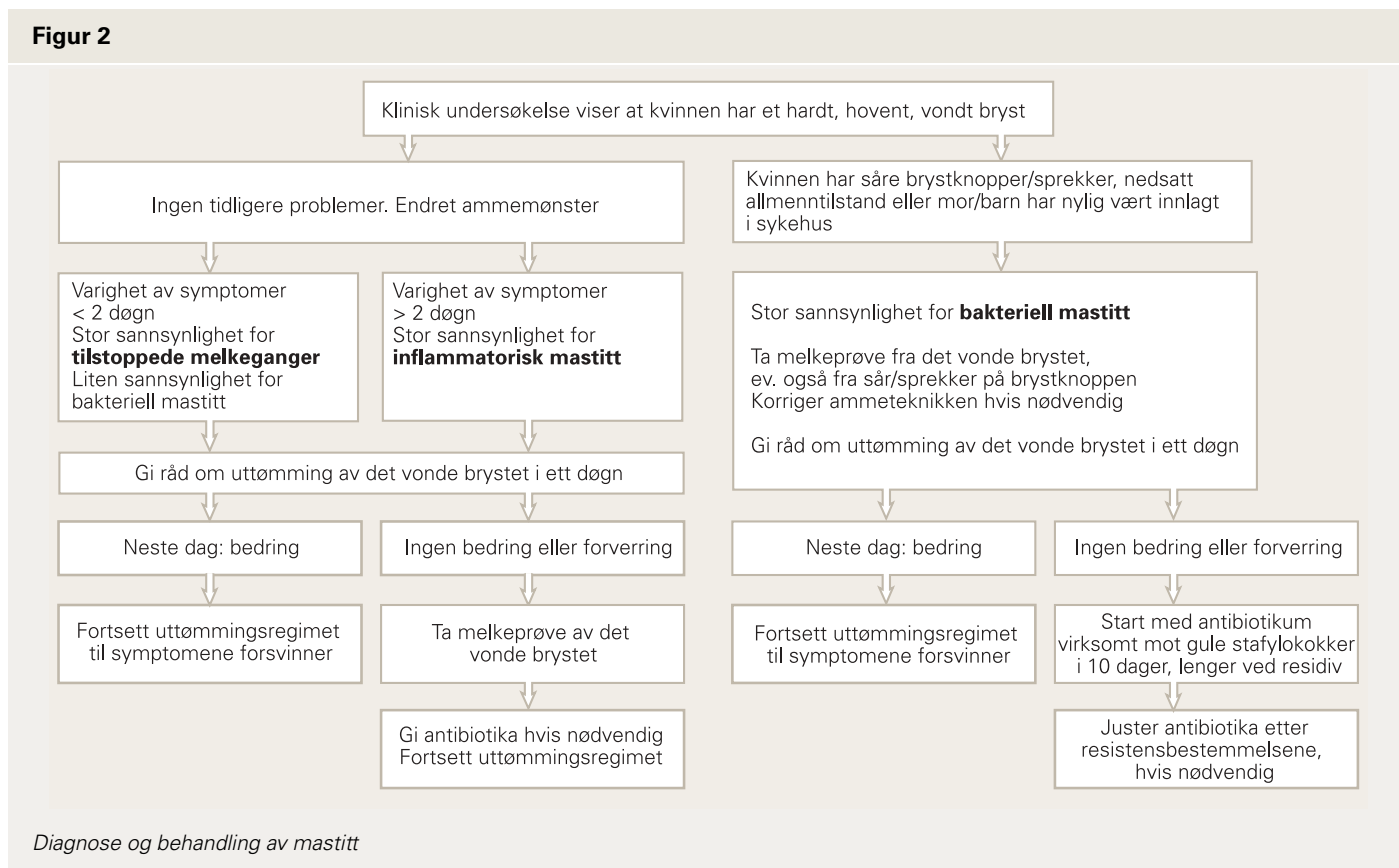 Figur 2
Klinisk undersøkelse viser at kvinnen har et hardt, hovent, vondt bryst
Ingen tidligere problemer. Endret ammemønster
Kvinnen har såre brystknopper/sprekker, nedsatt
allmenntilstand eller mor/barn har nylig vært innlagt
i sykehus
Varighet av symptomer
< 2 døgn
Stor sannsynlighet for
tilstoppede melkeganger
Liten sannsynlighet for
bakteriell mastitt
Varighet av symptomer
> 2 døgn
Stor sannsynlighet for
inflammatorisk mastitt
Stor sannsynlighet for bakteriell mastitt
Ta melkeprøve fra det vonde brystet,
ev. også fra sår/sprekker på brystknoppen
Korriger ammeteknikken hvis nødvendig
Gi råd om uttømming av det vonde brystet i ett døgn
Gi råd om uttømming av det vonde brystet i ett døgn
Neste dag: bedring
Ingen bedring eller forverring
Neste dag: bedring
Ingen bedring eller forverring
Fortsett uttømmingsregimet
til symptomene forsvinner
Ta melkeprøve av det
vonde brystet
Fortsett uttømmingsregimet
til symptomene forsvinner
Start med antibiotikum
virksomt mot gule stafylokokker
i 10 dager, lenger ved residiv
Gi antibiotika hvis nødvendig
Fortsett uttømmingsregimet
Juster antibiotika etter
resistensbestemmelsene,
hvis nødvendig
Diagnose og behandling av mastitt